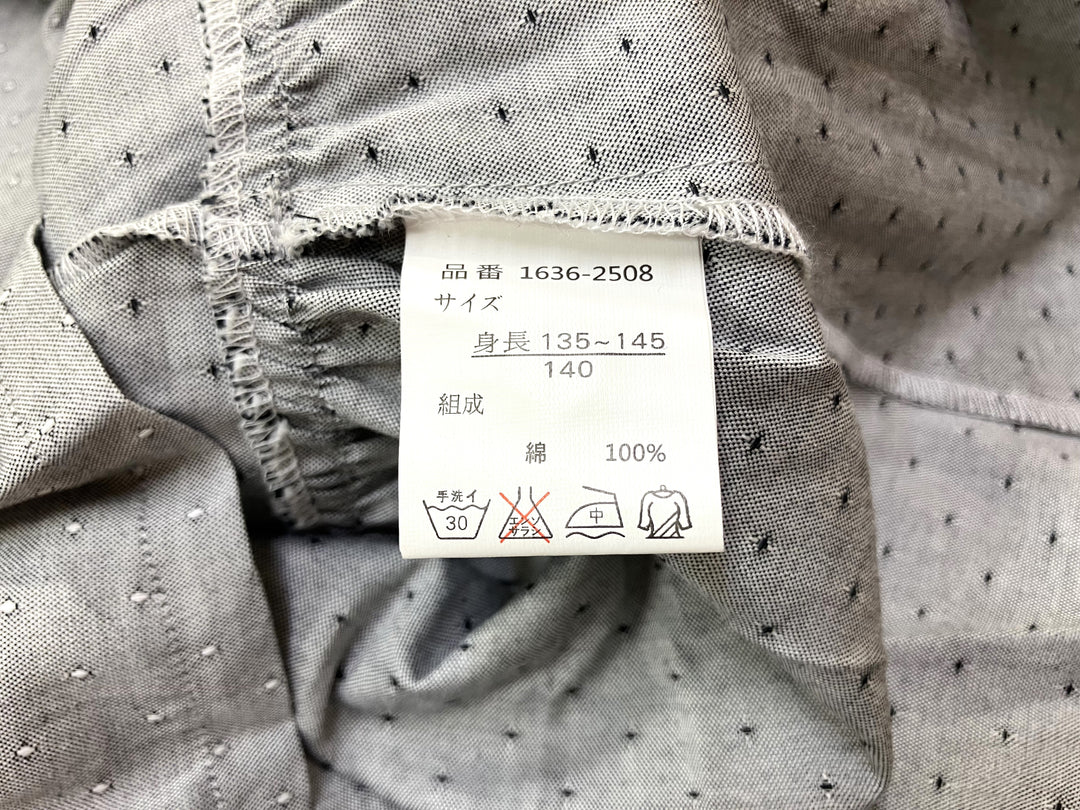 品番 1636-2508
サイズ
身長 135~145
140
組成
綿 100%
手洗イ
30
エンソ
サラシ
中